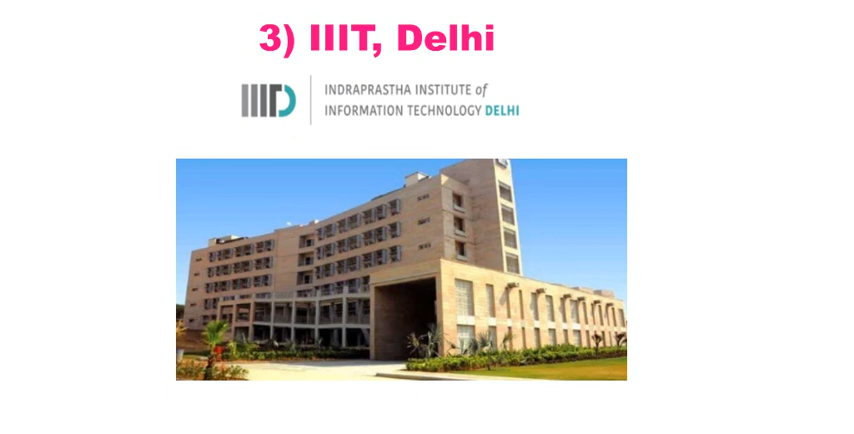 3) IIIT, Delhi
IIITD
INDRAPRASTHA INSTITUTE of
INFORMATION TECHNOLOGY DELHI